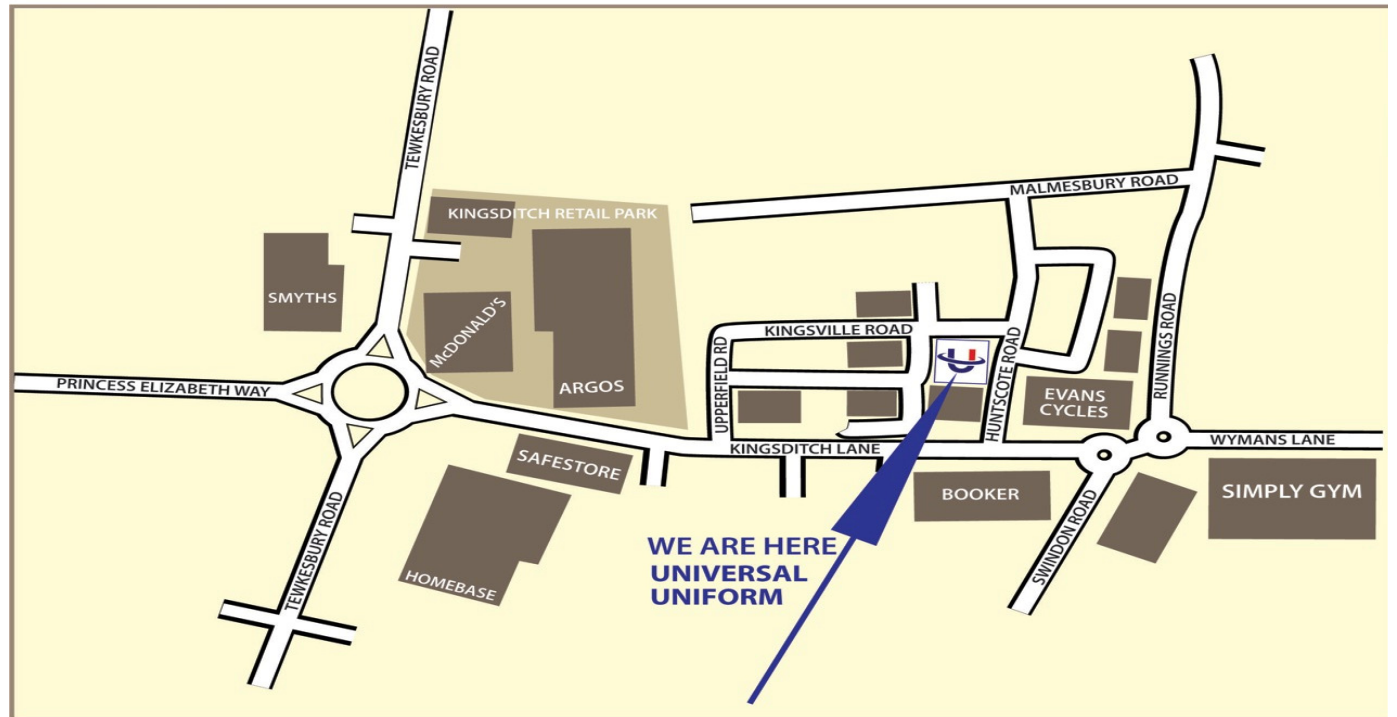 TEWKESBURY ROAD
MALMESBURY ROAD
KINGSDITCH RETAIL PARK
SMYTHS
McDONALD'S
ARGOS
KINGSVILLE ROAD
UPPERFIELD RD
HUNTSCOTE ROAD
RUNNINGS ROAD
PRINCESS ELIZABETH WAY
EVANS
CYCLES
WYMANS LANE
KINGSDITCH LANE
SAFESTORE
BOOKER
SIMPLY GYM
SWINDON ROAD
TEWKESBURY ROAD
HOMEBASE
WE ARE HERE
UNIVERSAL
UNIFORM